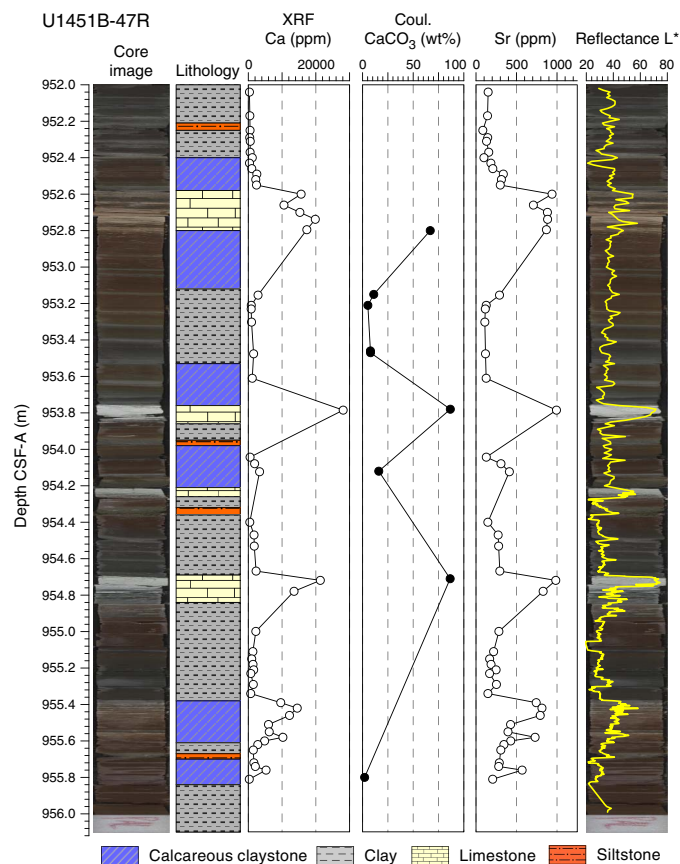 U1451B-47R
Core
image
Lithology
XRF
Ca (ppm)
0 20000
Coul.
CaCO3 (wt%)
0 50 100
Sr (ppm)
0 500 1000
Reflectance L*
20 40 60 80
Depth CSF-A (m)
952.0
952.2
952.4
952.6
952.8
953.0
953.2
953.4
953.6
953.8
954.0
954.2
954.4
954.6
954.8
955.0
955.2
955.4
955.6
955.8
956.0
Calcareous claystone Clay Limestone Siltstone